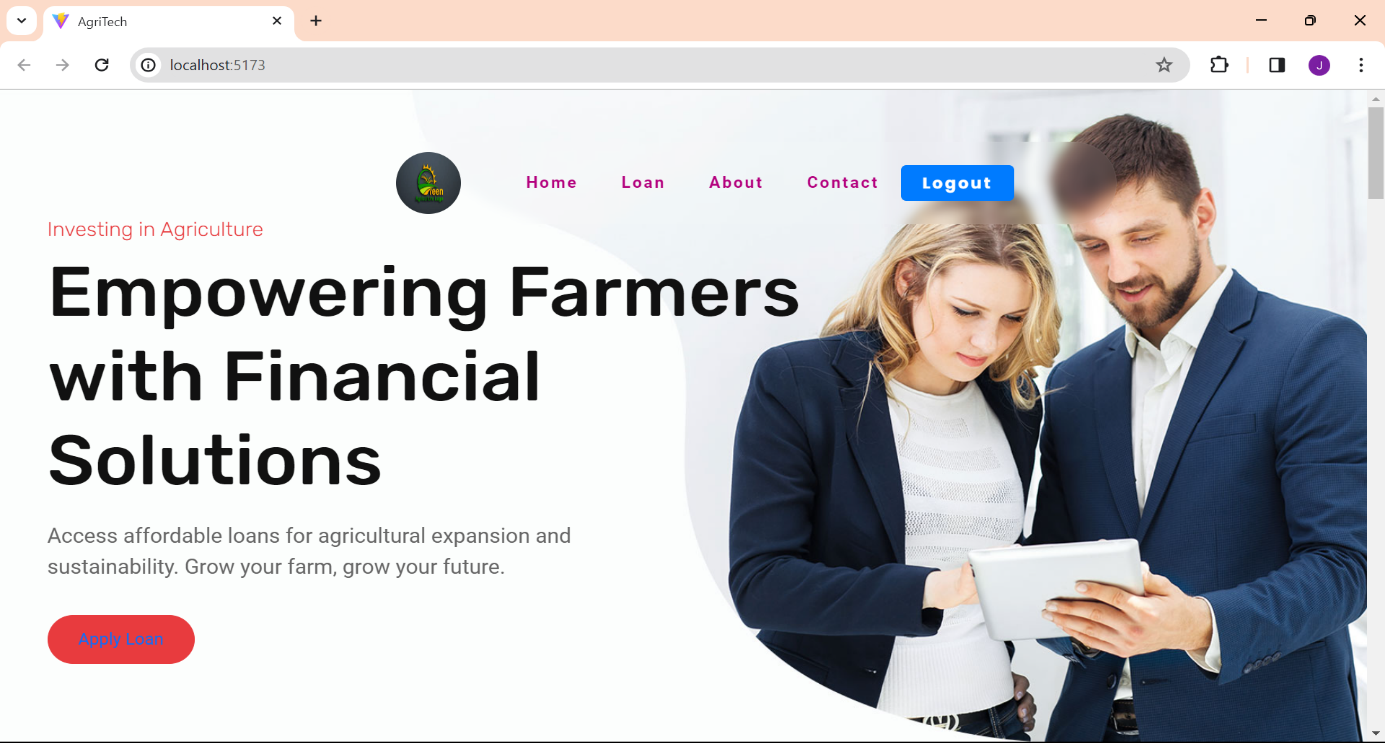 AgriTech
localhost:5173
J
Home Loan About Contact Logout
Investing in Agriculture
Empowering Farmers
with Financial
Solutions
Access affordable loans for agricultural expansion and
sustainability. Grow your farm, grow your future.
Apply Loan